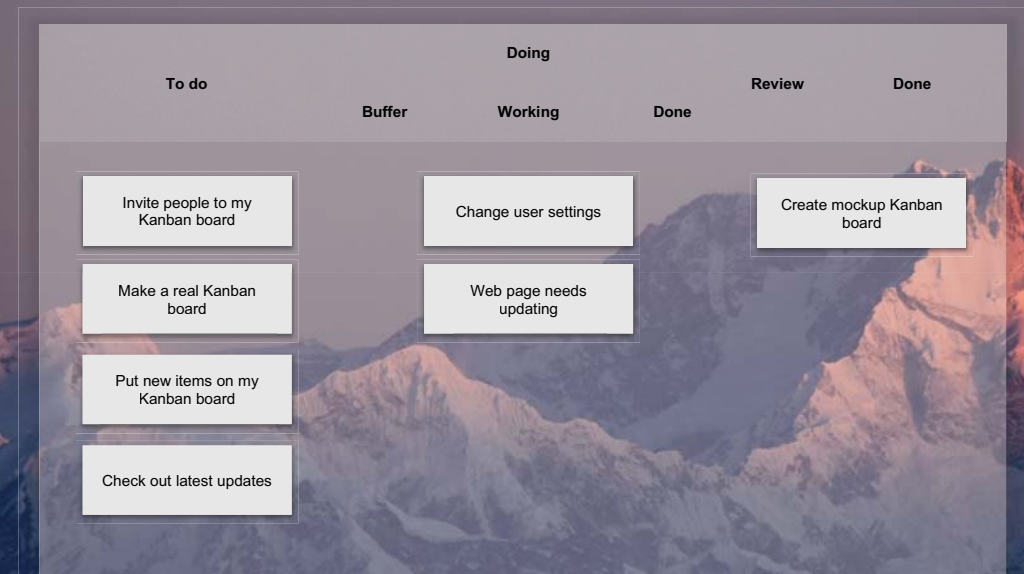 Doing
To do
Review
Done
Buffer
Working
Done
Invite people to my
Kanban board
Change user settings
Create mockup Kanban
board
Make a real Kanban
board
Web page needs
updating
Put new items on my
Kanban board
Check out latest updates